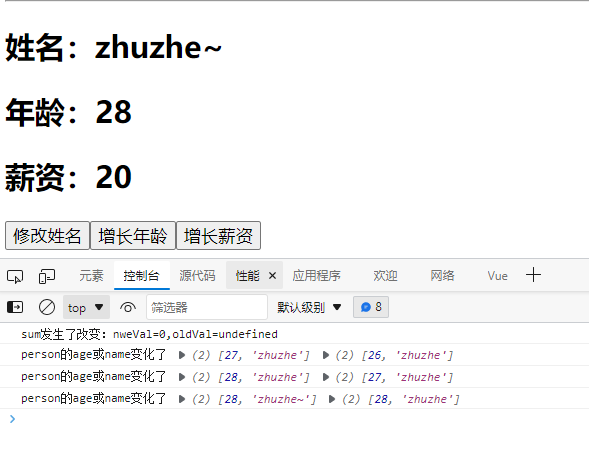 姓名：zhuzhe~
年龄：28
薪资：20
修改姓名 增长年龄 增长薪资
元素 控制台 源代码 性能 × 应用程序 欢迎 网络 Vue +
top ▼ 筛选器 默认级别 ▼ 8
sum发生了改变：nweVal=0,oldVal=undefined
person的age或name变化了 ▶ (2) [27, 'zhuzhe'] ▶ (2) [26, 'zhuzhe']
person的age或name变化了 ▶ (2) [28, 'zhuzhe'] ▶ (2) [27, 'zhuzhe']
person的age或name变化了 ▶ (2) [28, 'zhuzhe~'] ▶ (2) [28, 'zhuzhe']